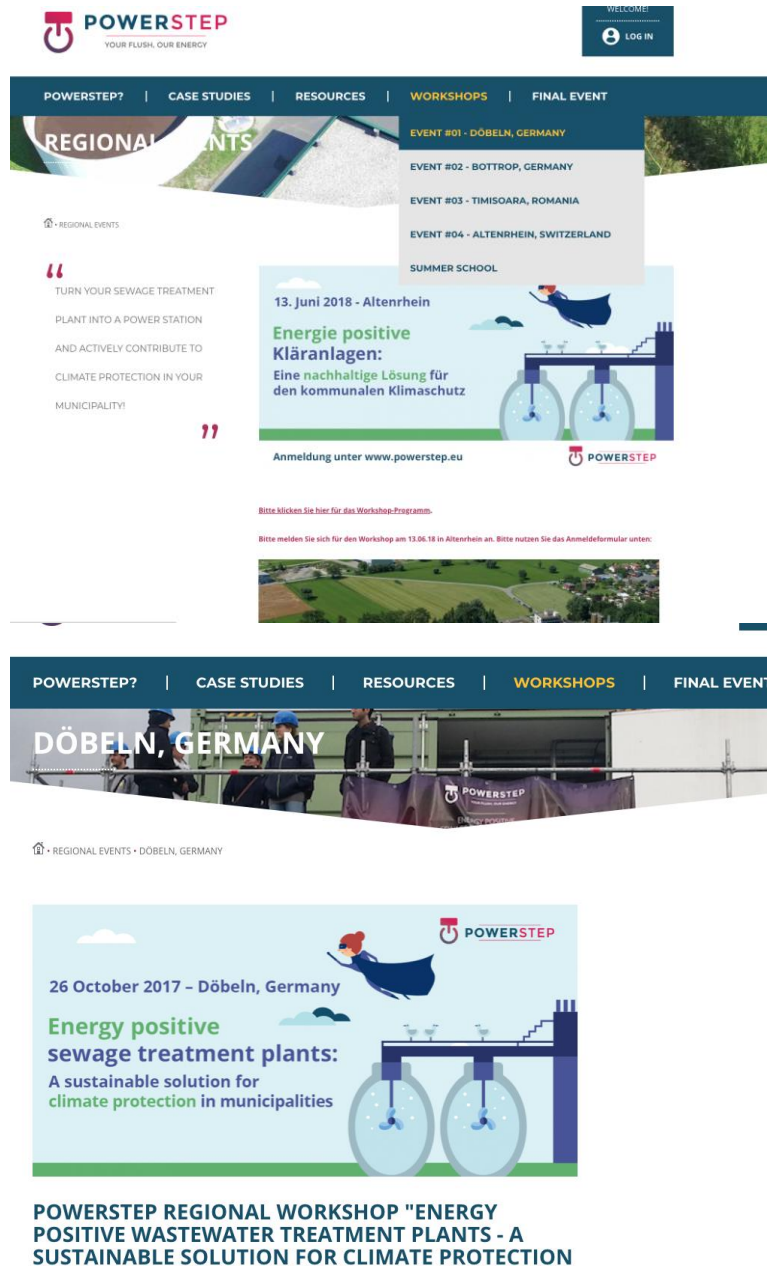 POWERSTEP
YOUR FLUSH, OUR ENERGY
WELCOME!
LOG IN
POWERSTEP? | CASE STUDIES | RESOURCES | WORKSHOPS | FINAL EVENT
REGIONAL EVENTS
EVENT #01 - DÖBELN, GERMANY
EVENT #02 - BOTTROP, GERMANY
EVENT #03 - TIMISOARA, ROMANIA
EVENT #04 - ALTENRHEIN, SWITZERLAND
SUMMER SCHOOL
• REGIONAL EVENTS
“
TURN YOUR SEWAGE TREATMENT
PLANT INTO A POWER STATION
AND ACTIVELY CONTRIBUTE TO
CLIMATE PROTECTION IN YOUR
MUNICIPALITY!
”
13. Juni 2018 - Altenrhein
Energie positive
Kläranlagen:
Eine nachhaltige Lösung für
den kommunalen Klimaschutz
Anmeldung unter www.powerstep.eu
POWERSTEP
Bitte klicken Sie hier für das Workshop-Programm.
Bitte melden Sie sich für den Workshop am 13.06.18 in Altenrhein an. Bitte nutzen Sie das Anmeldeformular unten:
POWERSTEP? | CASE STUDIES | RESOURCES | WORKSHOPS | FINAL EVENT
DÖBELN, GERMANY
POWERSTEP
YOUR FLUSH, OUR ENERGY
ENERGY POSITIVE
• REGIONAL EVENTS • DÖBELN, GERMANY
POWERSTEP
26 October 2017 – Döbeln, Germany
Energy positive
sewage treatment plants:
A sustainable solution for
climate protection in municipalities
POWERSTEP REGIONAL WORKSHOP "ENERGY
POSITIVE WASTEWATER TREATMENT PLANTS - A
SUSTAINABLE SOLUTION FOR CLIMATE PROTECTION